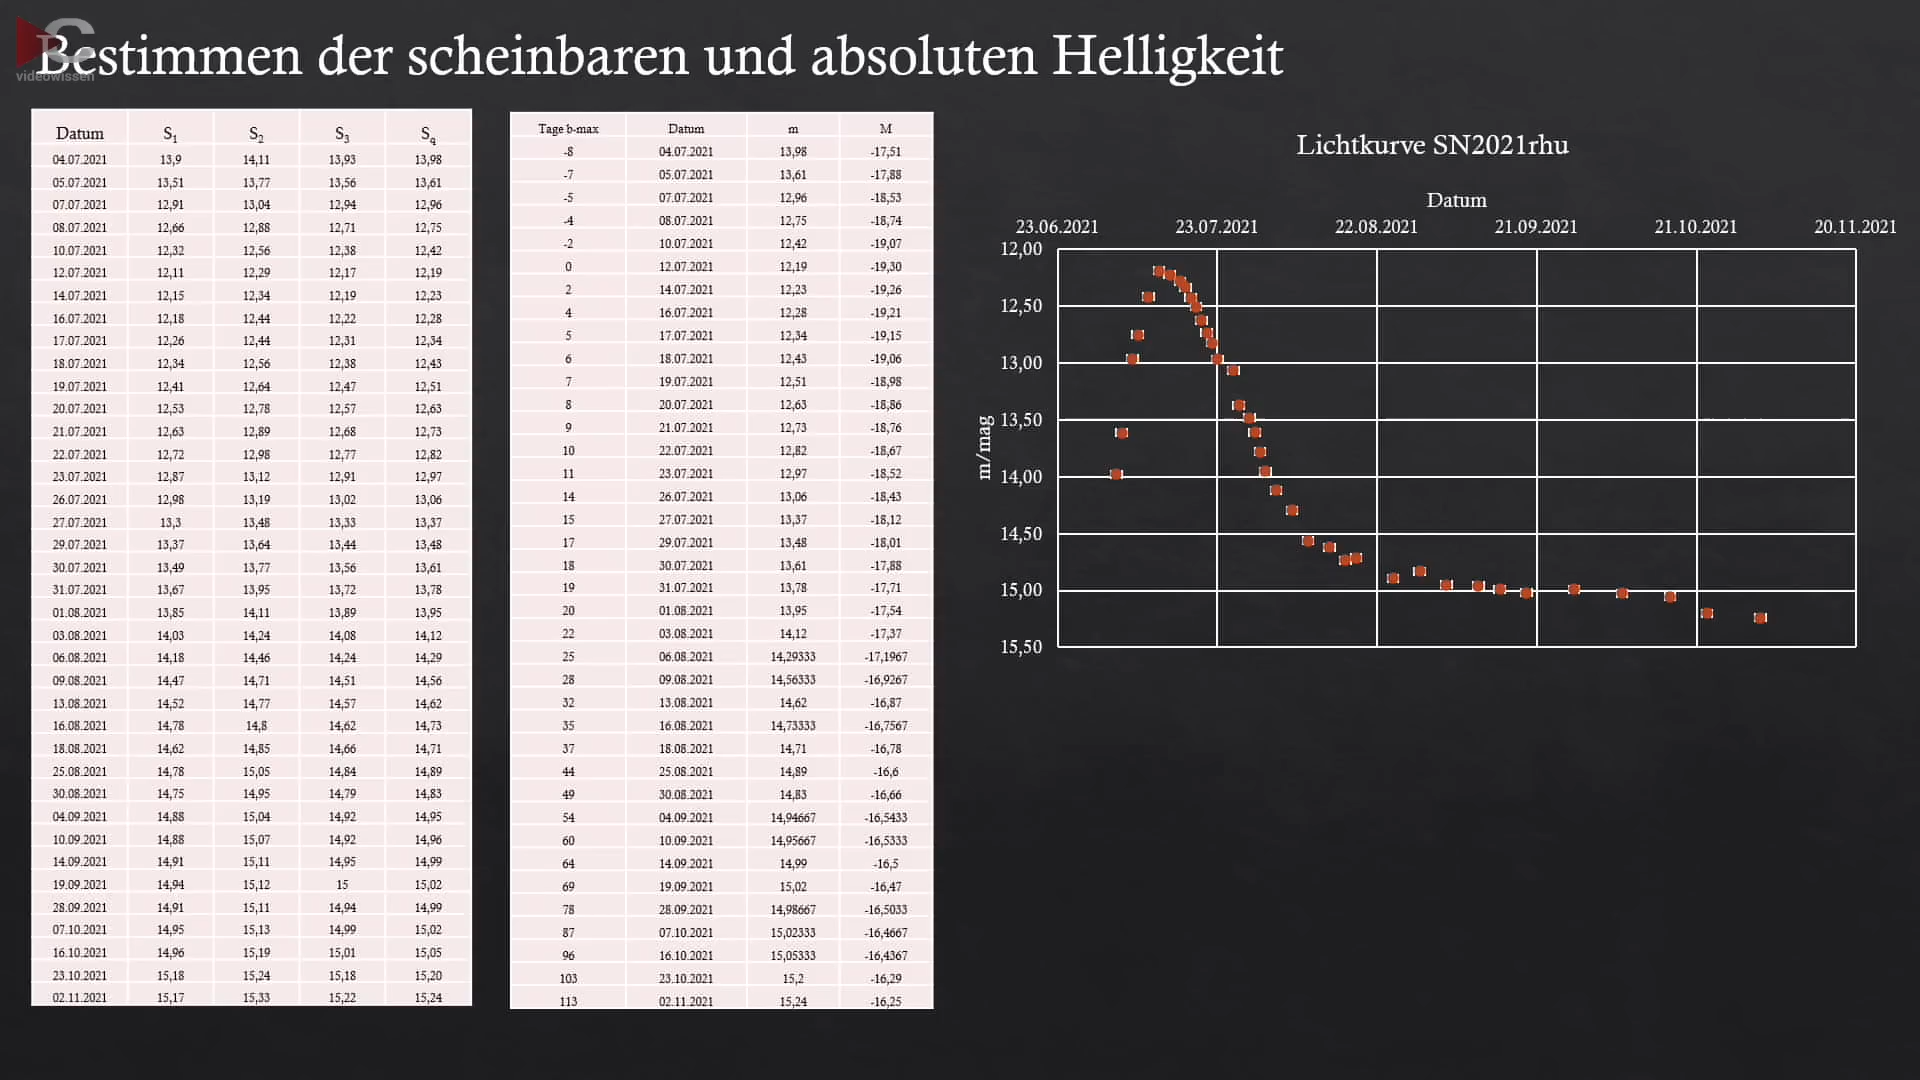 Bestimmen der scheinbaren und absoluten Helligkeit
videowissen
Datum S1 S2 S3 Sq
04.07.2021 13,9 14,11 13,93 13,98
05.07.2021 13,51 13,77 13,56 13,61
07.07.2021 12,91 13,04 12,94 12,96
08.07.2021 12,66 12,88 12,71 12,75
10.07.2021 12,32 12,56 12,38 12,42
12.07.2021 12,11 12,29 12,17 12,19
14.07.2021 12,15 12,34 12,19 12,23
16.07.2021 12,18 12,44 12,22 12,28
17.07.2021 12,26 12,44 12,31 12,34
18.07.2021 12,34 12,56 12,38 12,43
19.07.2021 12,41 12,64 12,47 12,51
20.07.2021 12,53 12,78 12,57 12,63
21.07.2021 12,63 12,89 12,68 12,73
22.07.2021 12,72 12,98 12,77 12,82
23.07.2021 12,87 13,12 12,91 12,97
26.07.2021 12,98 13,19 13,02 13,06
27.07.2021 13,3 13,48 13,33 13,37
29.07.2021 13,37 13,64 13,44 13,48
30.07.2021 13,49 13,77 13,56 13,61
31.07.2021 13,67 13,95 13,72 13,78
01.08.2021 13,85 14,11 13,89 13,95
03.08.2021 14,03 14,24 14,08 14,12
06.08.2021 14,18 14,46 14,24 14,29
09.08.2021 14,47 14,71 14,51 14,56
13.08.2021 14,52 14,77 14,57 14,62
16.08.2021 14,78 14,8 14,62 14,73
18.08.2021 14,62 14,85 14,66 14,71
25.08.2021 14,78 15,05 14,84 14,89
30.08.2021 14,75 14,95 14,79 14,83
04.09.2021 14,88 15,04 14,92 14,95
10.09.2021 14,88 15,07 14,92 14,96
14.09.2021 14,91 15,11 14,95 14,99
19.09.2021 14,94 15,12 15 15,02
28.09.2021 14,91 15,11 14,94 14,99
07.10.2021 14,95 15,13 14,99 15,02
16.10.2021 14,96 15,19 15,01 15,05
23.10.2021 15,18 15,24 15,18 15,20
02.11.2021 15,17 15,33 15,22 15,24
Tage b-max Datum m M
-8 04.07.2021 13,98 -17,51
-7 05.07.2021 13,61 -17,88
-5 07.07.2021 12,96 -18,53
-4 08.07.2021 12,75 -18,74
-2 10.07.2021 12,42 -19,07
0 12.07.2021 12,19 -19,30
2 14.07.2021 12,23 -19,26
4 16.07.2021 12,28 -19,21
5 17.07.2021 12,34 -19,15
6 18.07.2021 12,43 -19,06
7 19.07.2021 12,51 -18,98
8 20.07.2021 12,63 -18,86
9 21.07.2021 12,73 -18,76
10 22.07.2021 12,82 -18,67
11 23.07.2021 12,97 -18,52
14 26.07.2021 13,06 -18,43
15 27.07.2021 13,37 -18,12
17 29.07.2021 13,48 -18,01
18 30.07.2021 13,61 -17,88
19 31.07.2021 13,78 -17,71
20 01.08.2021 13,95 -17,54
22 03.08.2021 14,12 -17,37
25 06.08.2021 14,29333 -17,1967
28 09.08.2021 14,56333 -16,9267
32 13.08.2021 14,62 -16,87
35 16.08.2021 14,73333 -16,7567
37 18.08.2021 14,71 -16,78
44 25.08.2021 14,89 -16,6
49 30.08.2021 14,83 -16,66
54 04.09.2021 14,94667 -16,5433
60 10.09.2021 14,95667 -16,5333
64 14.09.2021 14,99 -16,5
69 19.09.2021 15,02 -16,47
78 28.09.2021 14,98667 -16,5033
87 07.10.2021 15,02333 -16,4667
96 16.10.2021 15,05333 -16,4367
103 23.10.2021 15,2 -16,29
113 02.11.2021 15,24 -16,25
Lichtkurve SN2021rhu
Datum
23.06.2021 23.07.2021 22.08.2021 21.09.2021 21.10.2021 20.11.2021
12,00
12,50
13,00
13,50
14,00
14,50
15,00
15,50
m/mag